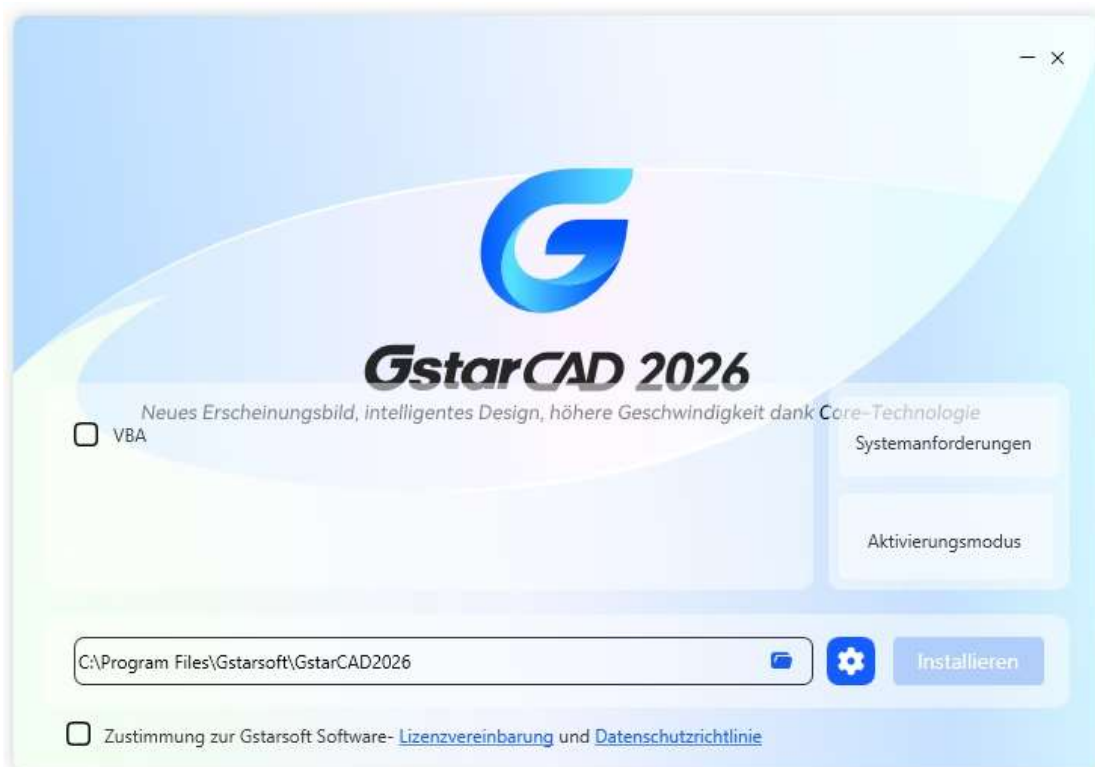 GstarCAD 2026
Neues Erscheinungsbild, intelligentes Design, höhere Geschwindigkeit dank Core-Technologie
VBA
Systemanforderungen
Aktivierungsmodus
C:\Program Files\Gstarsoft\GstarCAD2026
Installieren
Zustimmung zur Gstarsoft Software- Lizenzvereinbarung und Datenschutzrichtlinie